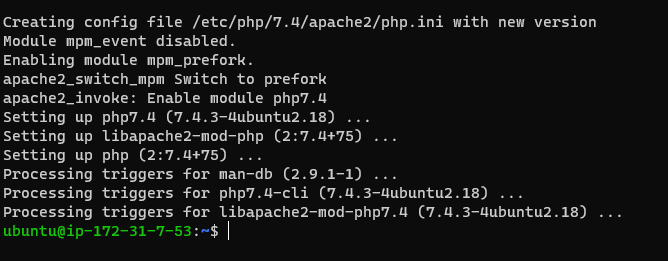 Creating config file /etc/php/7.4/apache2/php.ini with new version
Module mpm_event disabled.
Enabling module mpm_prefork.
apache2_switch_mpm Switch to prefork
apache2_invoke: Enable module php7.4
Setting up php7.4 (7.4.3-4ubuntu2.18) ...
Setting up libapache2-mod-php (2:7.4+75) ...
Setting up php (2:7.4+75) ...
Processing triggers for man-db (2.9.1-1) ...
Processing triggers for php7.4-cli (7.4.3-4ubuntu2.18) ...
Processing triggers for libapache2-mod-php7.4 (7.4.3-4ubuntu2.18) ...
ubuntu@ip-172-31-7-53:~$